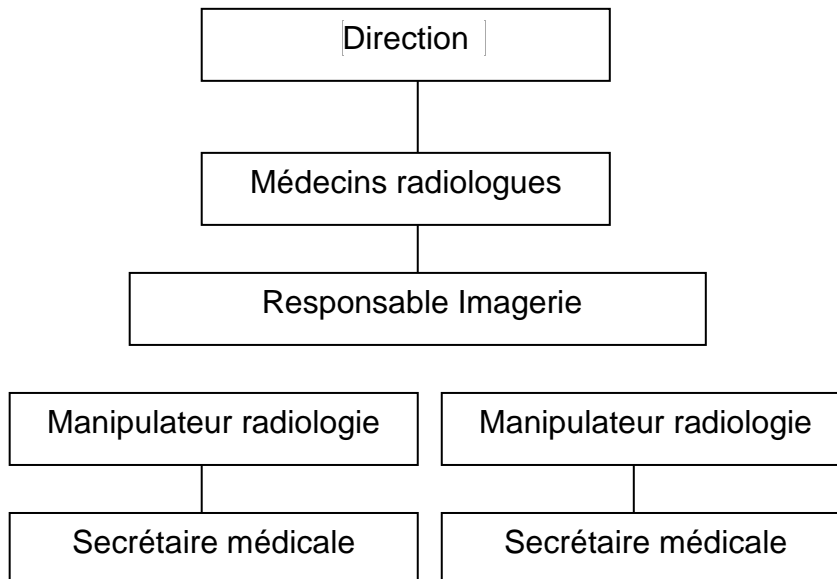 Direction
Médecins radiologues
Responsable Imagerie
Manipulateur radiologie
Manipulateur radiologie
Secrétaire médicale
Secrétaire médicale